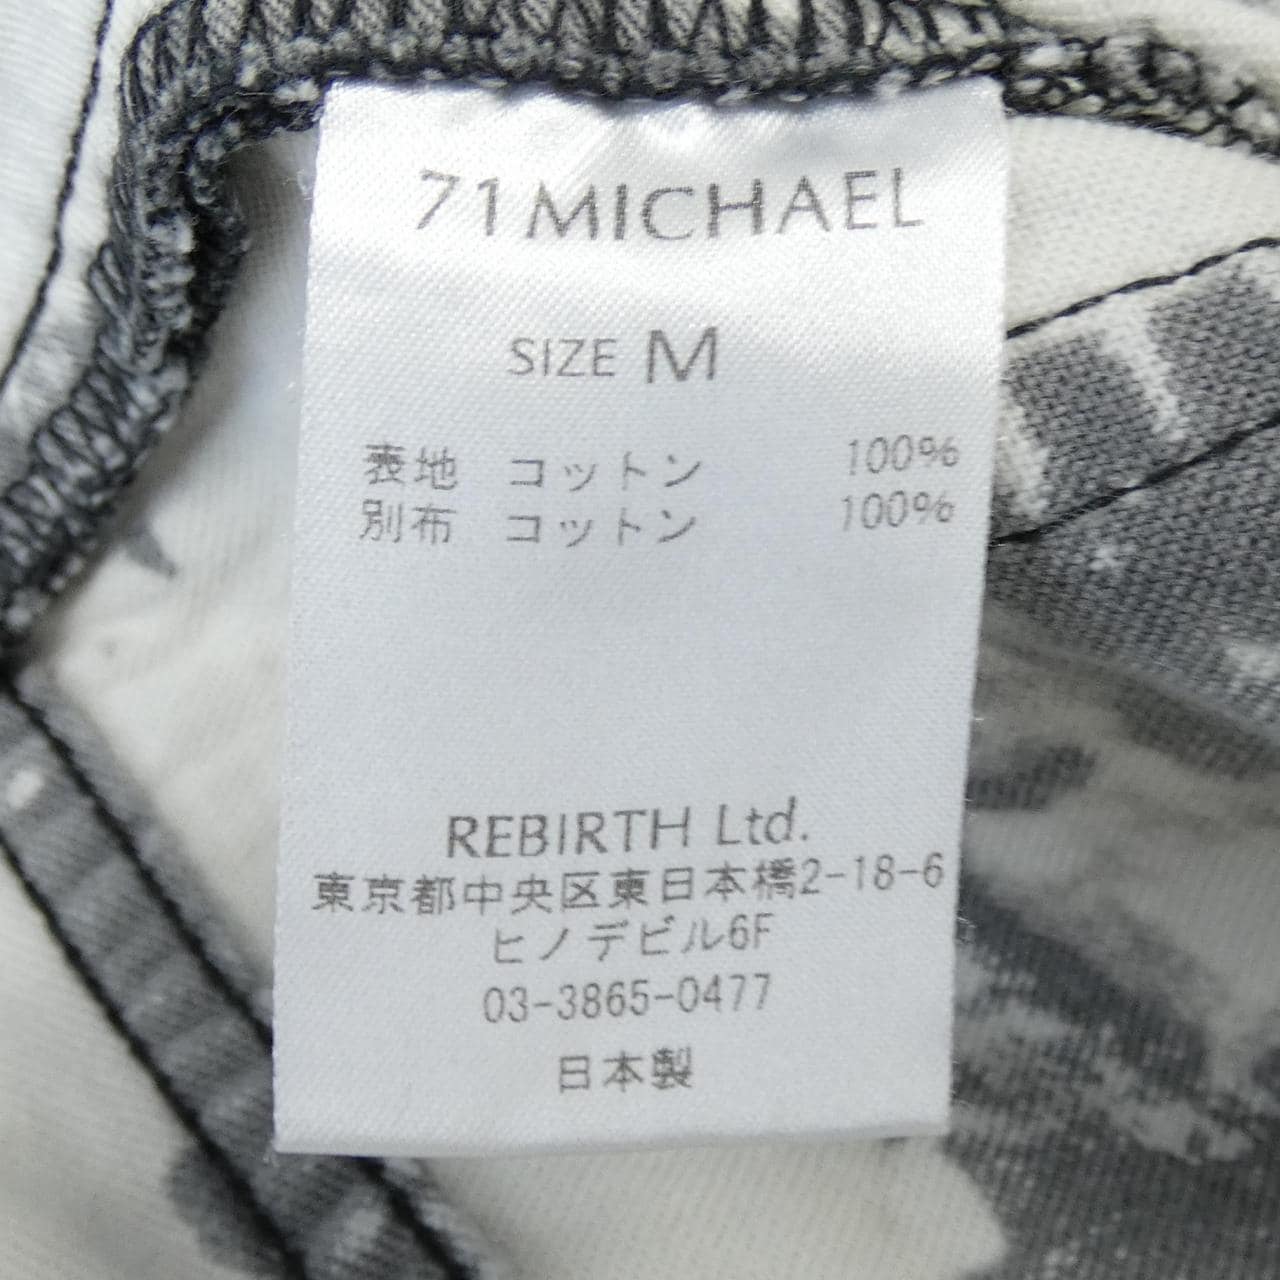 71 MICHAEL
SIZE M
表地 コットン 100%
別布 コットン 100%
REBIRTH Ltd.
東京都中央区東日本橋2-18-6
ヒノデビル6F
03-3865-0477
日本製